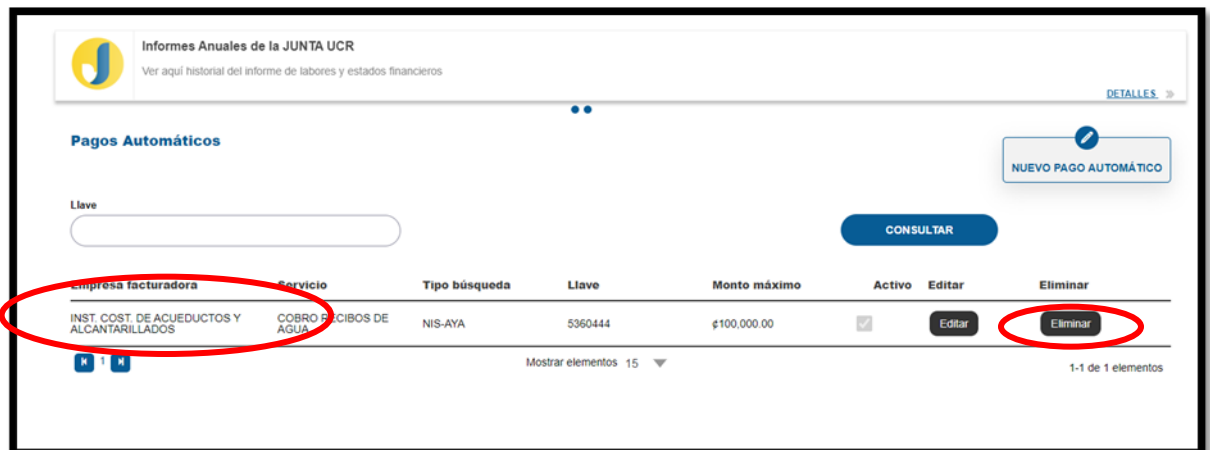 Informes Anuales de la JUNTA UCR
Ver aquí historial del informe de labores y estados financieros
DETALLES »
Pagos Automáticos
NUEVO PAGO AUTOMÁTICO
Llave
CONSULTAR
Empresa facturadora Servicio Tipo búsqueda Llave Monto máximo Activo Editar Eliminar
INST. COST. DE ACUEDUCTOS Y COBRO RECIBOS DE
ALCANTARILLADOS AGUA NIS-AYA 5360444 ¢100,000.00 Editar Eliminar
1 Mostrar elementos 15
1-1 de 1 elementos